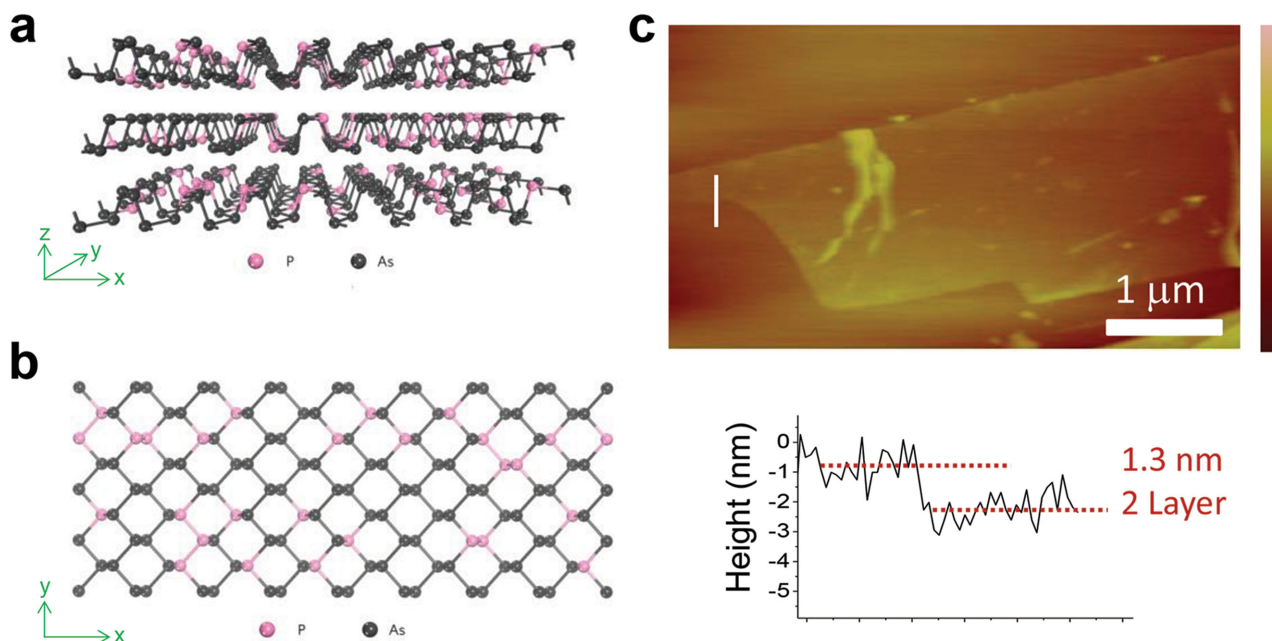 a
z
y
x
P
As
b
y
x
P
As
c
1 μm
Height (nm)
0
-1
-2
-3
-4
-5
1.3 nm
2 Layer